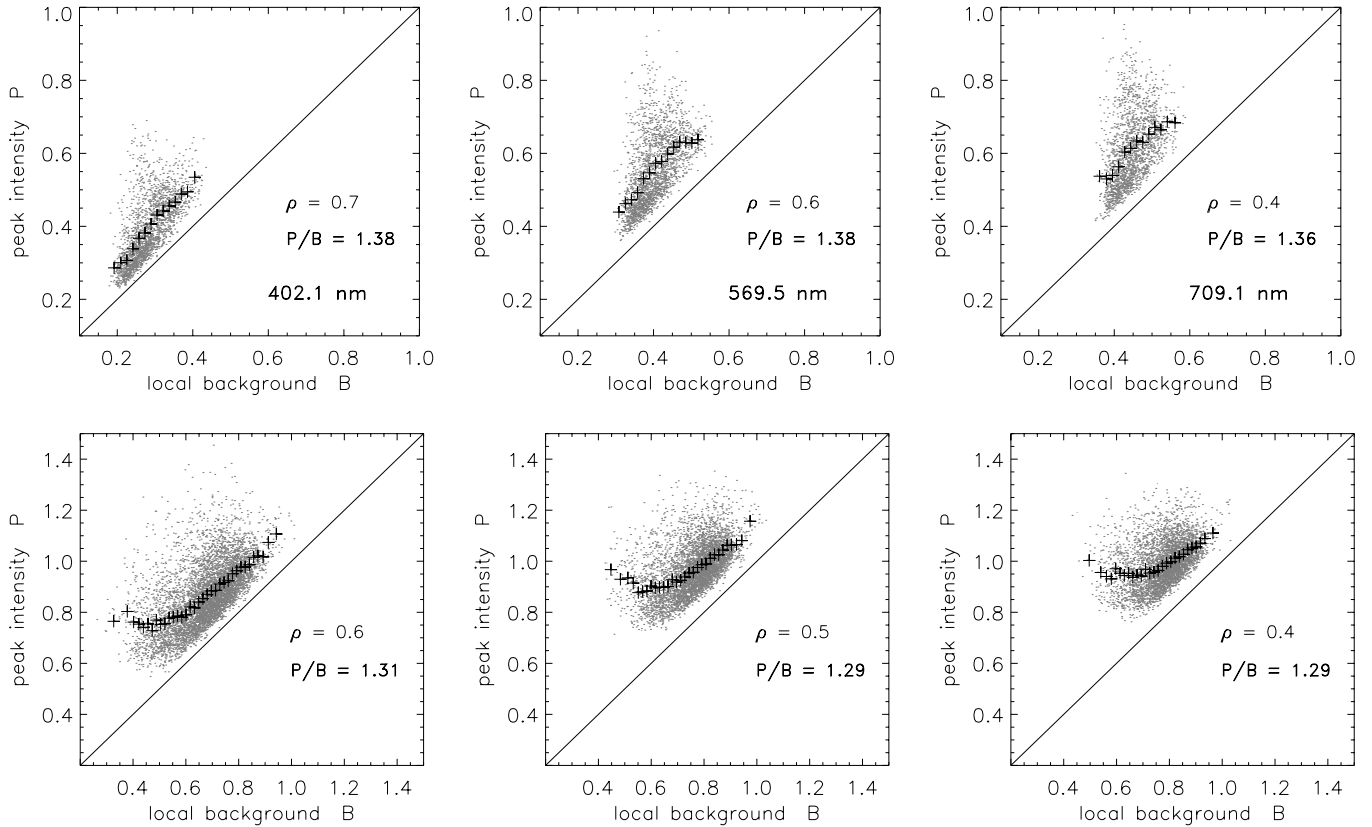 1.0
0.8
0.6
0.4
0.2
peak intensity P
ρ = 0.7
P/B = 1.38
402.1 nm
0.2 0.4 0.6 0.8 1.0
local background B
1.0
0.8
0.6
0.4
0.2
peak intensity P
ρ = 0.6
P/B = 1.38
569.5 nm
0.2 0.4 0.6 0.8 1.0
local background B
1.0
0.8
0.6
0.4
0.2
peak intensity P
ρ = 0.4
P/B = 1.36
709.1 nm
0.2 0.4 0.6 0.8 1.0
local background B
1.4
1.2
1.0
0.8
0.6
0.4
peak intensity P
ρ = 0.6
P/B = 1.31
0.4 0.6 0.8 1.0 1.2 1.4
local background B
1.4
1.2
1.0
0.8
0.6
0.4
peak intensity P
ρ = 0.5
P/B = 1.29
0.4 0.6 0.8 1.0 1.2 1.4
local background B
1.4
1.2
1.0
0.8
0.6
0.4
peak intensity P
ρ = 0.4
P/B = 1.29
0.4 0.6 0.8 1.0 1.2 1.4
local background B